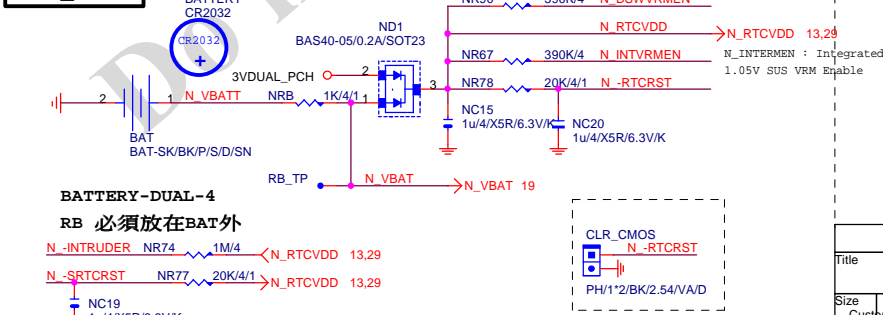 BATTERY
CR2032
CR2032
+
ND1
BAS40-05/0.2A/SOT23
3VDUAL_PCH
2
1
3
2
1
N_VBATT
NRB
1K/4/1
BAT
BAT-SK/BK/P/S/D/SN
390K/4
N_DSWVRMEN
N_RTCVDD
N_RTCVDD 13,29
NR67
390K/4
N_INTVRMEN
N_INTERMEN : Integrated
1.05V SUS VRM Enable
NR78
20K/4/1
N_-RTCRST
NC15
1u/4/X5R/6.3V/K
NC20
1u/4/X5R/6.3V/K
RB_TP
N_VBAT
N_VBAT 19
BATTERY-DUAL-4
RB 必須放在BAT外
N_-INTRUDER
NR74
1M/4
N_RTCVDD 13,29
N_-SRTCRST
NR77
20K/4/1
N_RTCVDD 13,29
NC19
CLR_CMOS
N_-RTCRST
PH/1*2/BK/2.54/VA/D
Title
Size